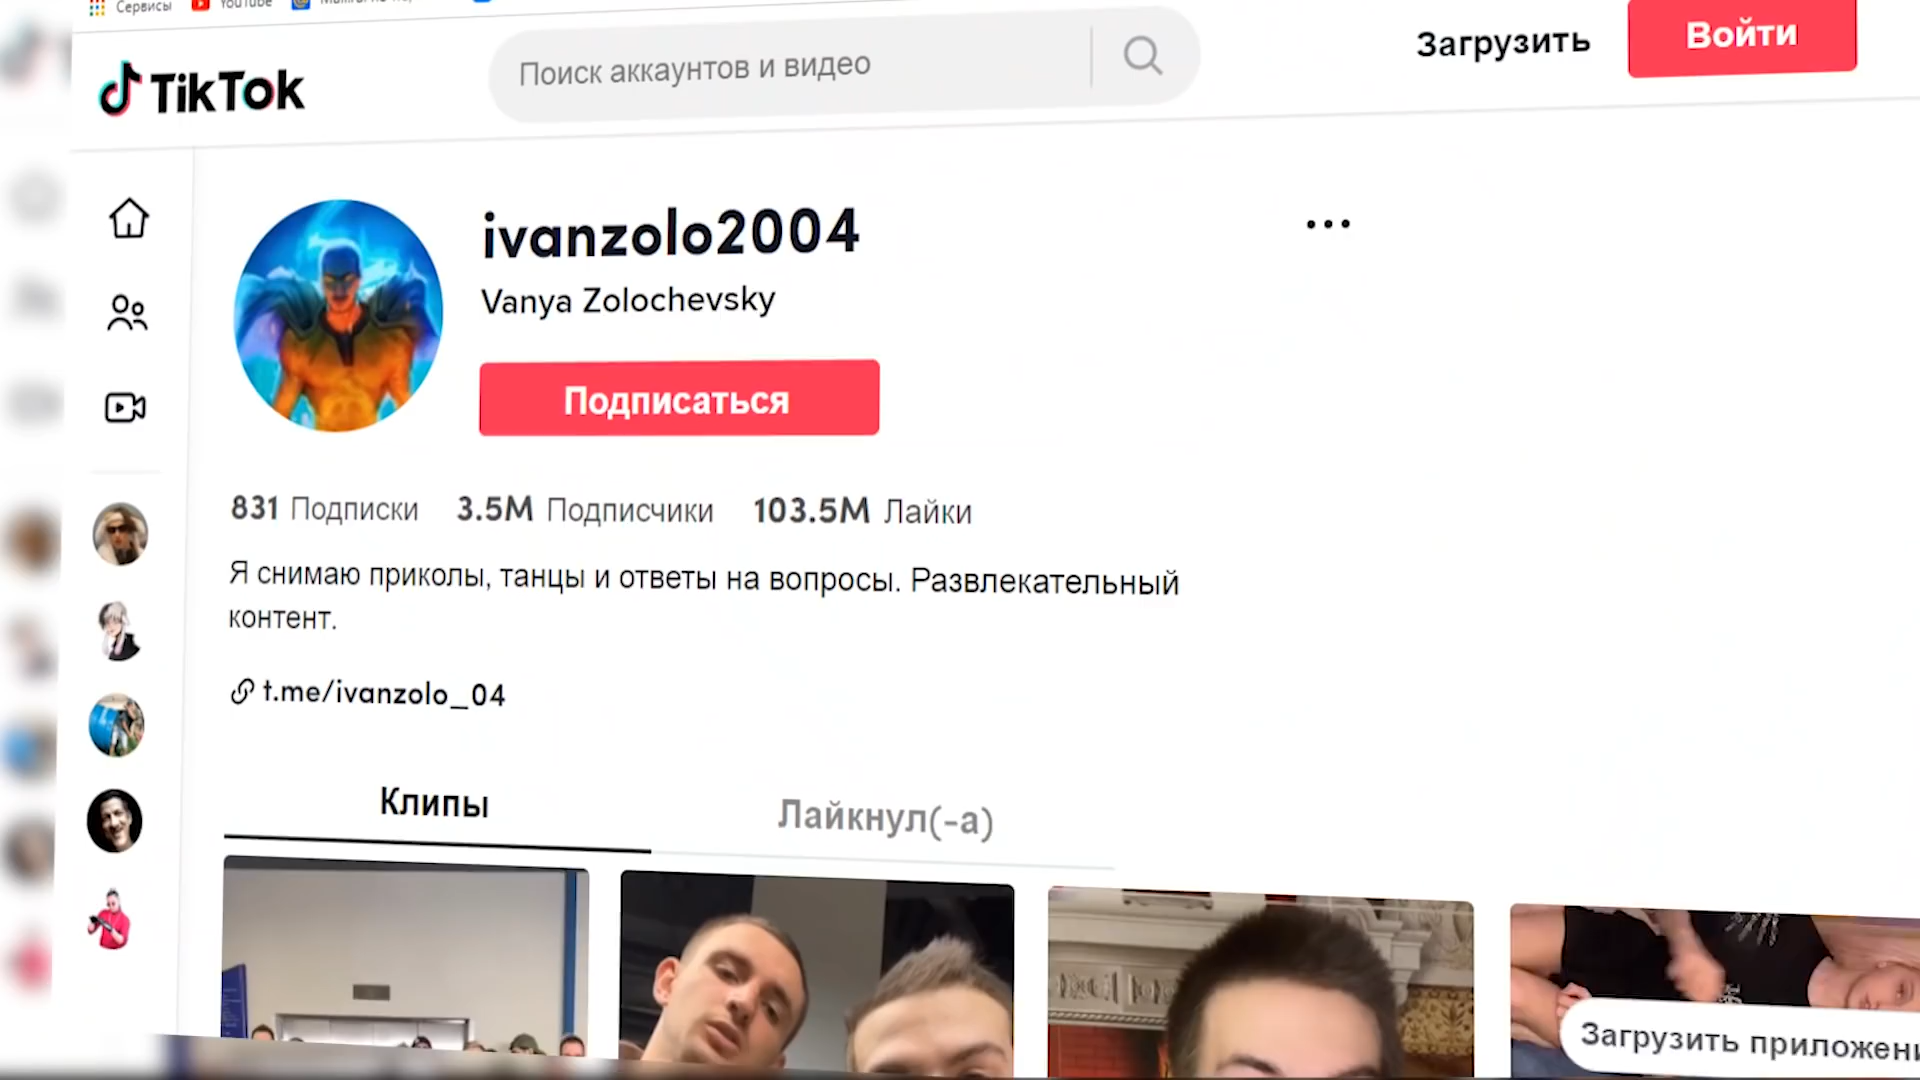 Сервисы
YouTube
TikTok
Поиск аккаунтов и видео
Загрузить
Войти
ivanzolo2004
Vanya Zolochevsky
Подписаться
831 Подписки 3.5M Подписчики 103.5M Лайки
Я снимаю приколы, танцы и ответы на вопросы. Развлекательный
контент.
t.me/ivanzolo_04
Клипы
Лайкнул(-а)
Загрузить